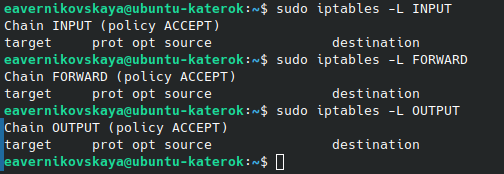 eavernikovskaya@ubuntu-katerok:~$ sudo iptables -L INPUT
Chain INPUT (policy ACCEPT)
target     prot opt source               destination
eavernikovskaya@ubuntu-katerok:~$ sudo iptables -L FORWARD
Chain FORWARD (policy ACCEPT)
target     prot opt source               destination
eavernikovskaya@ubuntu-katerok:~$ sudo iptables -L OUTPUT
Chain OUTPUT (policy ACCEPT)
target     prot opt source               destination
eavernikovskaya@ubuntu-katerok:~$